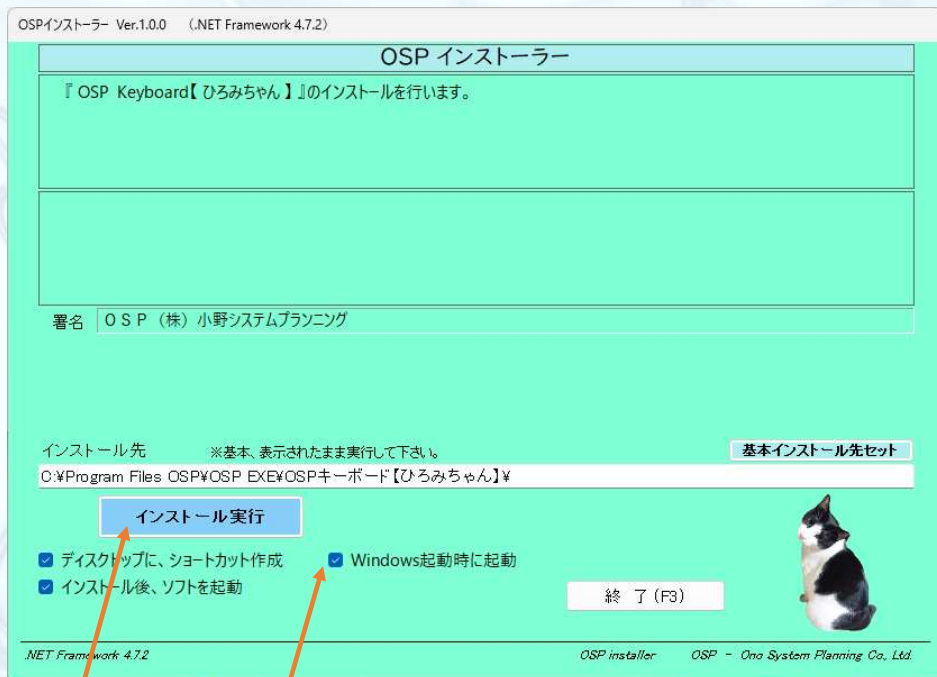 OSPインストーラー Ver.1.0.0 （.NET Framework 4.7.2）
OSP インストーラー
『 OSP Keyboard【 ひろみちゃん 】』のインストールを行います。
署名 ＯＳＰ（株）小野システムプランニング
インストール先 ※基本、表示されたまま実行して下さい。 基本インストール先セット
C:¥Program Files OSP¥OSP EXE¥OSPキーボード【ひろみちゃん】¥
インストール実行
ディスクトップに、ショートカット作成 Windows起動時に起動
インストール後、ソフトを起動
終 了（F3）
.NET Framework 4.7.2 OSP installer OSP - Ono System Planning Co., Ltd.